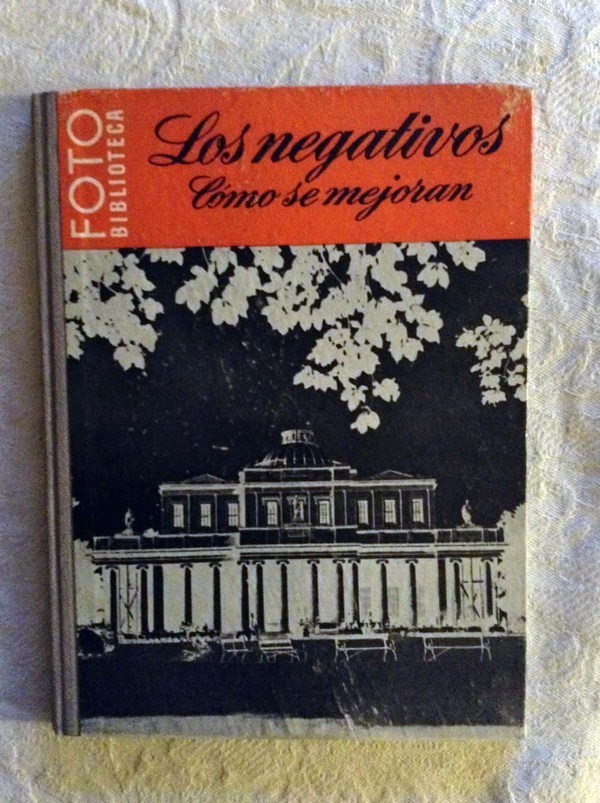 FOTO
BIBLIOTECA
Los negativos
Cómo se mejoran